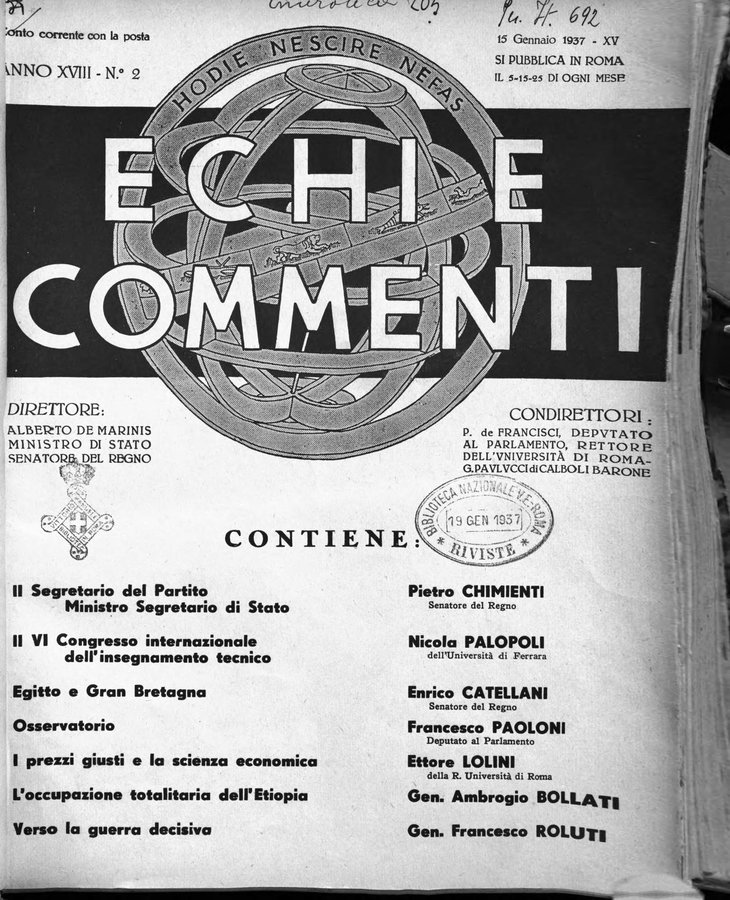 Conto corrente con la posta
ANNO XVIII - N.º 2
Pu. It. 692
15 Gennaio 1937 - XV
SI PUBBLICA IN ROMA
IL 5-15-25 DI OGNI MESE
HODIE NESCIRE NEFAS
ECHI E
COMMENTI
DIRETTORE:
ALBERTO DE MARINIS
MINISTRO DI STATO
SENATORE DEL REGNO
CONDIRETTORI:
P. de FRANCISCI, DEPVTATO
AL PARLAMENTO, RETTORE
DELL'VNIVERSITÀ DI ROMA-
G. PAVLVCCI di CALBOLI BARONE
BIBLIOTECA NAZIONALE V. E. ROMA
19 GEN 1937
* RIVISTE *
CONTIENE:
Il Segretario del Partito
Ministro Segretario di Stato
Pietro CHIMIENTI
Senatore del Regno
Il VI Congresso internazionale
dell'insegnamento tecnico
Nicola PALOPOLI
dell'Università di Ferrara
Egitto e Gran Bretagna
Enrico CATELLANI
Senatore del Regno
Osservatorio
Francesco PAOLONI
Deputato al Parlamento
I prezzi giusti e la scienza economica
Ettore LOLINI
della R. Università di Roma
L'occupazione totalitaria dell'Etiopia
Gen. Ambrogio BOLLATI
Verso la guerra decisiva
Gen. Francesco ROLUTI